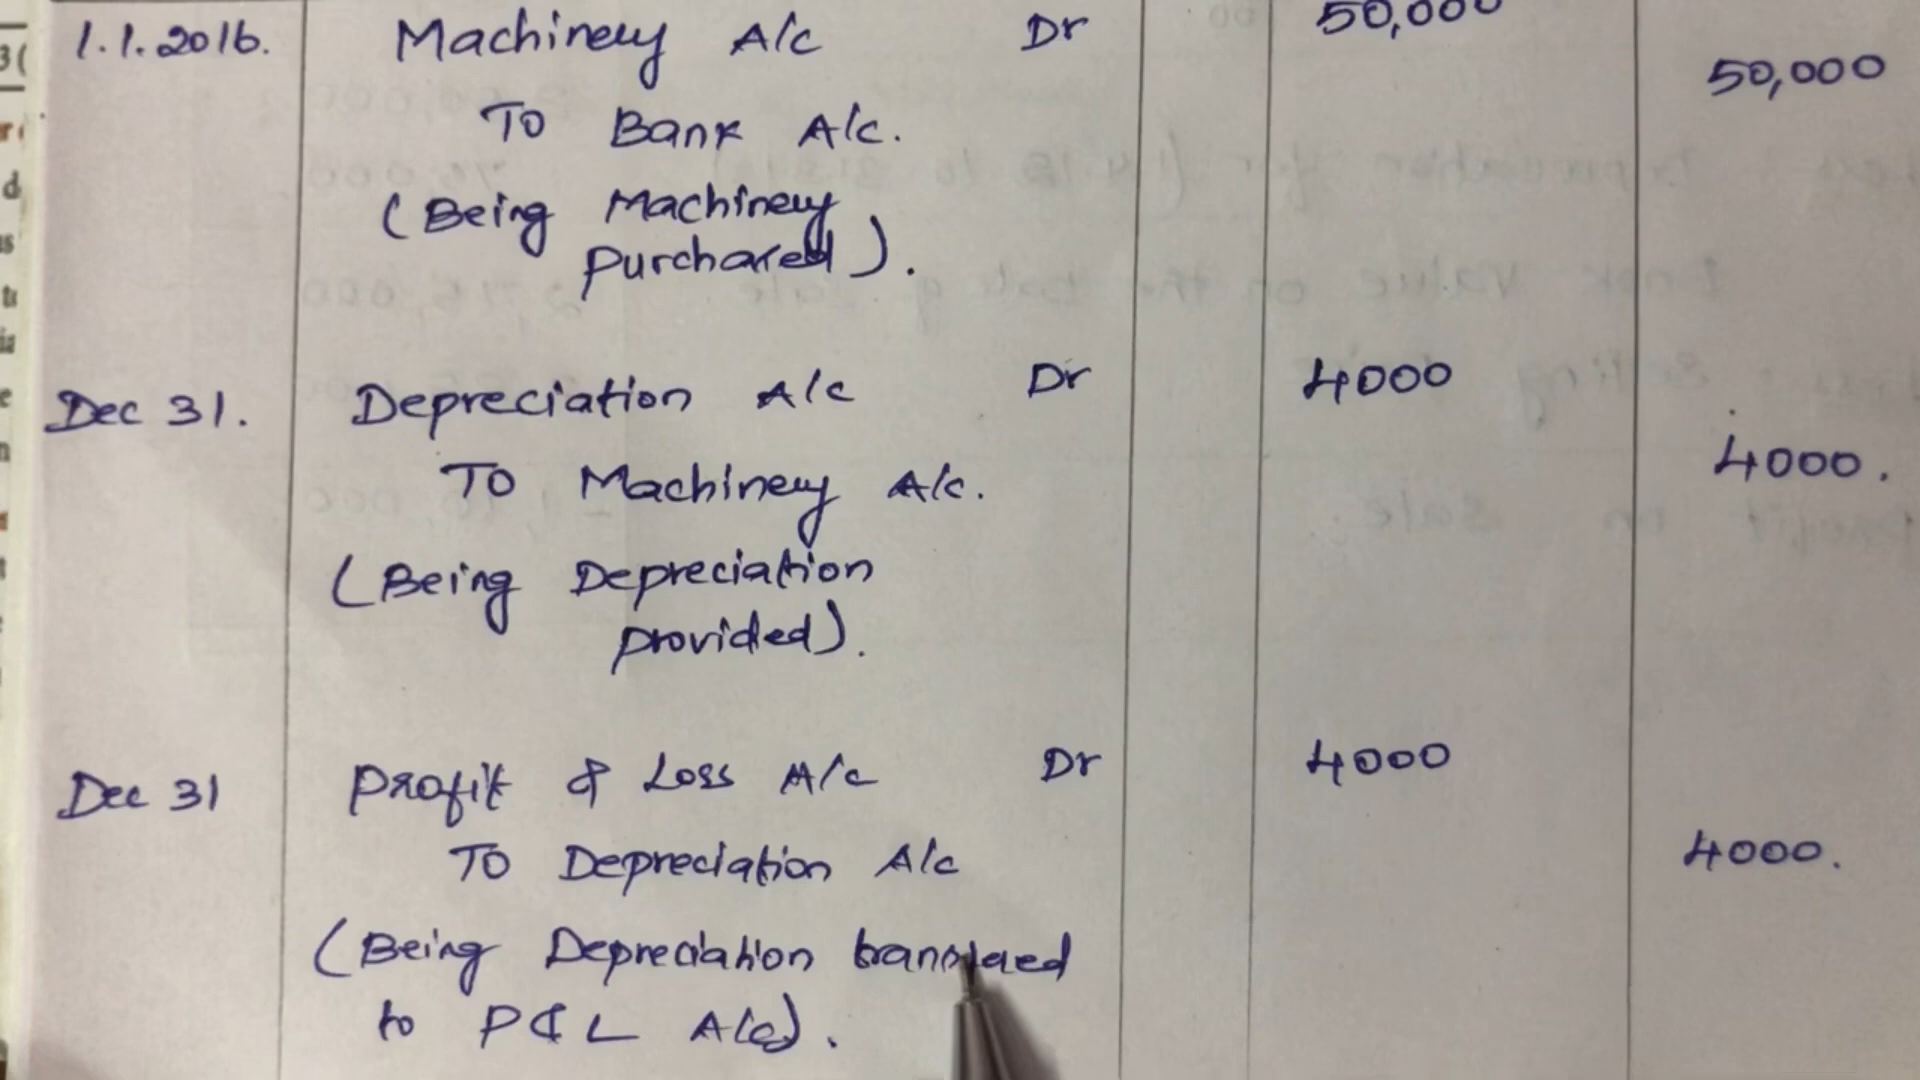 1.1.2016. Machinery A/c Dr 50,000
To Bank A/c. 50,000
(Being Machinery
purchased).
Dec 31. Depreciation A/c Dr 4000
To Machinery A/c. 4000.
(Being Depreciation
provided).
Dec 31 Profit & Loss A/c Dr 4000
To Depreciation A/c 4000.
(Being Depreciation
to P & L A/c).